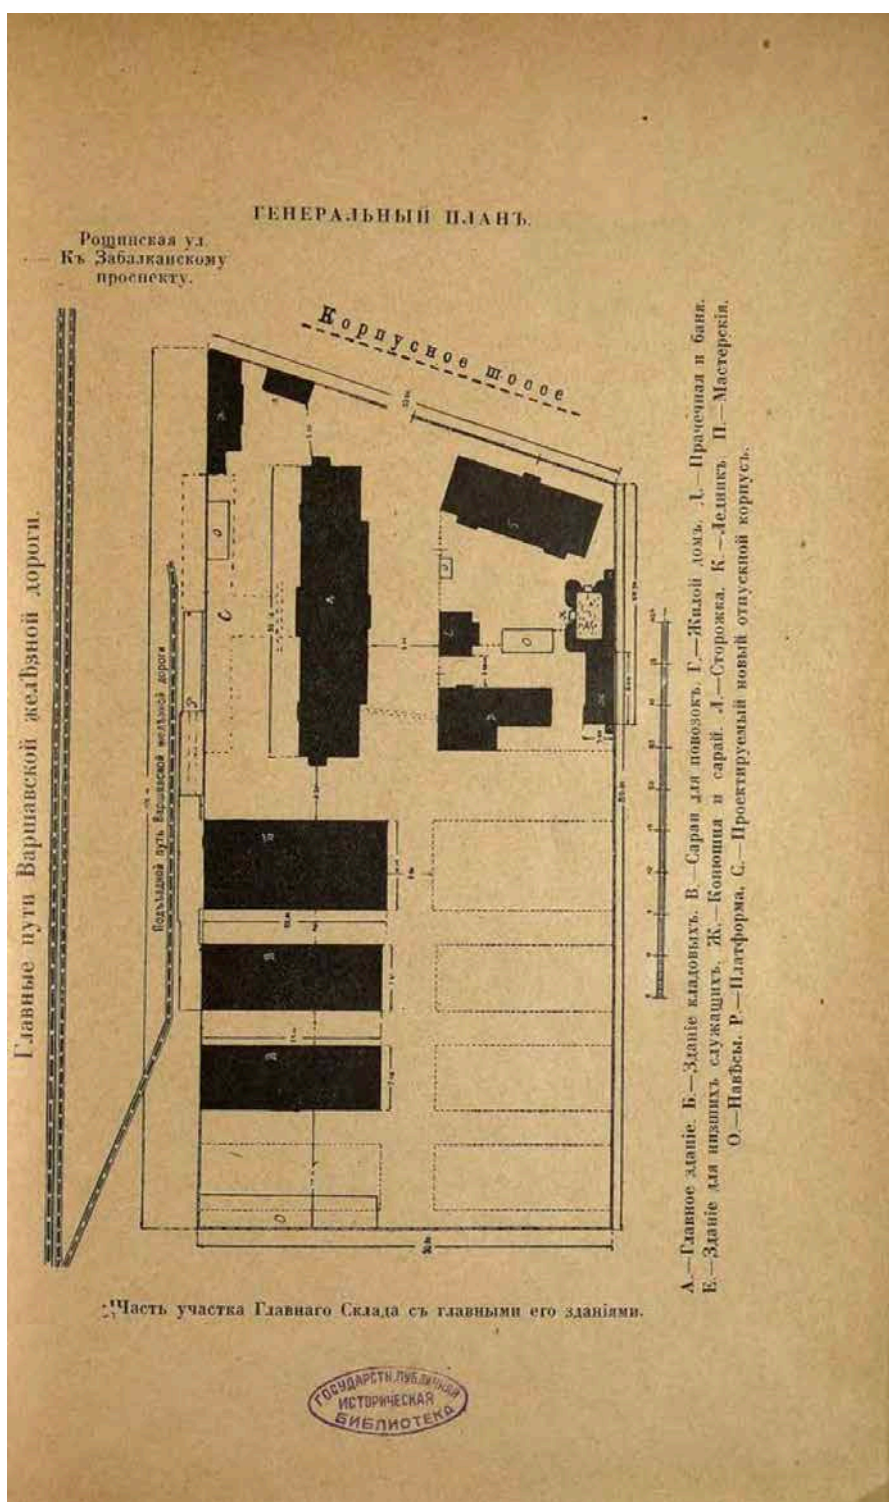 ГЕНЕРАЛЬНЫЙ ПЛАНЪ.
Рощинская ул.
Къ Забалканскому
проспекту.
Корпусное шоссе
Главные пути Варшавской желѣзной дороги.
Подъѣздной путь Варшавской желѣзной дороги
А.—Главное зданіе. Б.—Зданіе кладовыхъ. В.—Сараи для повозокъ. Г.—Жилой домъ. Д.—Прачечная и баня.
Е.—Зданіе для низшихъ служащихъ. Ж.—Конюшня и сарай. Л.—Сторожка. К.—Ледникъ П.—Мастерскія.
О.—Навѣсы. Р.—Платформа. С.—Проектируемый новый отпускной корпусъ.
Часть участка Главнаго Склада съ главными его зданіями.
ГОСУДАРСТВ. ПУБЛИЧНАЯ
ИСТОРИЧЕСКАЯ
БИБЛИОТЕКА